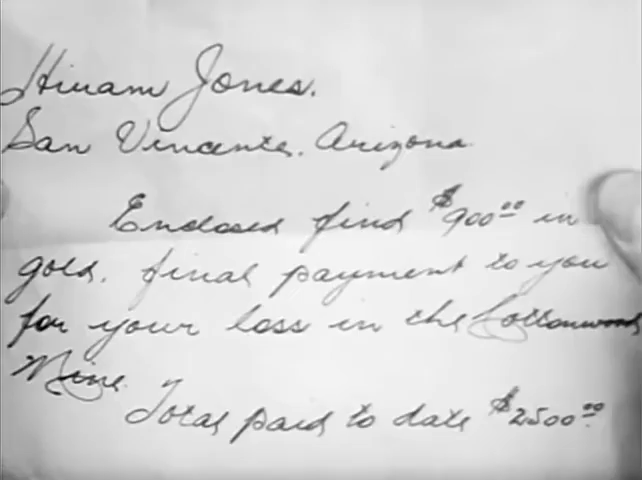 Hiram Jones.
San Vincente, Arizona.
Enclosed find $900.00 in
gold, final payment to you
for your loss in the Cottonwood
Mine.
Total paid to date $2500.00